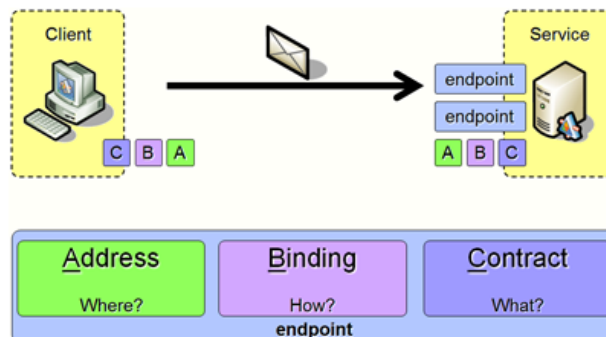 Client
Service
endpoint
endpoint
C B A
A B C
Address
Binding
Contract
Where?
How?
What?
endpoint